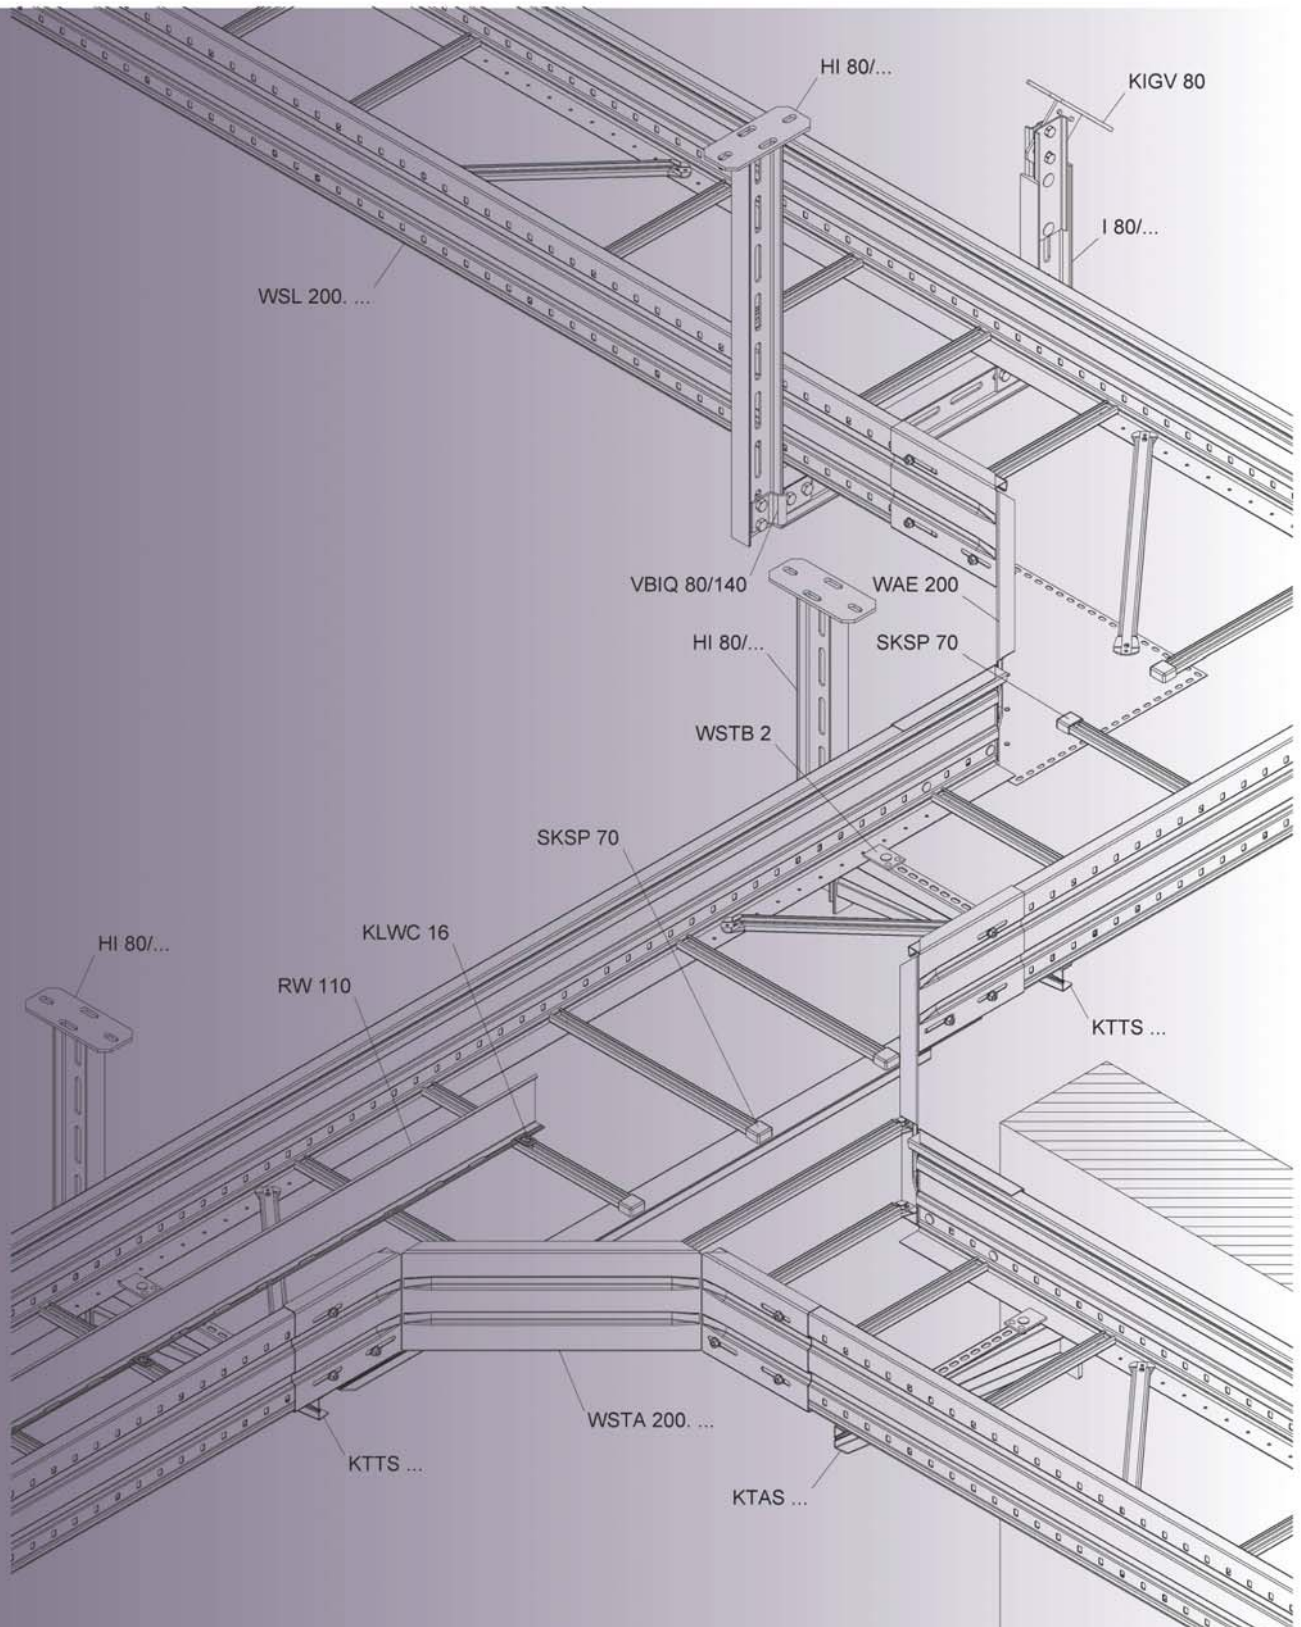 HI 80/...
KIGV 80
I 80/...
WSL 200. ...
VBIQ 80/140
WAE 200
HI 80/...
SKSP 70
WSTB 2
SKSP 70
KLWC 16
HI 80/...
RW 110
KTTS ...
WSTA 200. ...
KTTS ...
KTAS ...